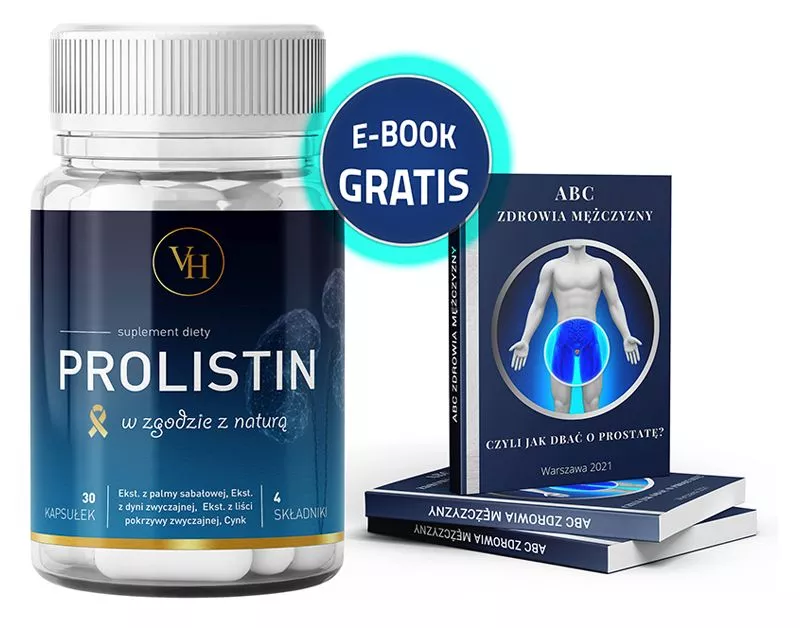 VH
suplement diety
PROLISTIN
w zgodzie z naturą
30
KAPSUŁEK
Ekst. z palmy sabałowej, Ekst.
z dyni zwyczajnej, Ekst. z liści
pokrzywy zwyczajnej, Cynk
4
SKŁADNIKI
E-BOOK
GRATIS
ABC
ZDROWIA MĘŻCZYZNY
CZYLI JAK DBAĆ O PROSTATĘ?
Warszawa 2021
ABC ZDROWIA MĘŻCZYZNY
ABC ZDROWIA MĘŻCZYZNY
ABC ZDROWIA MĘŻCZYZNY